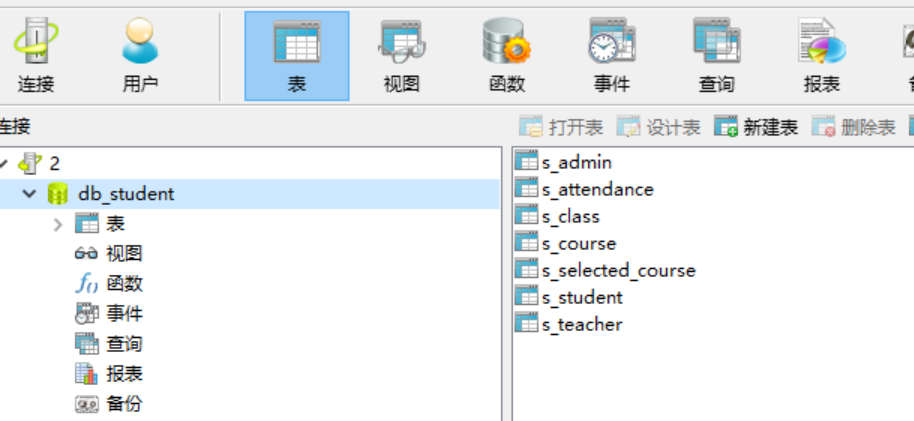 连接 用户 表 视图 函数 事件 查询 报表
连接 打开表 设计表 新建表 删除表
2
db_student
表
视图
函数
事件
查询
报表
备份
s_admin
s_attendance
s_class
s_course
s_selected_course
s_student
s_teacher